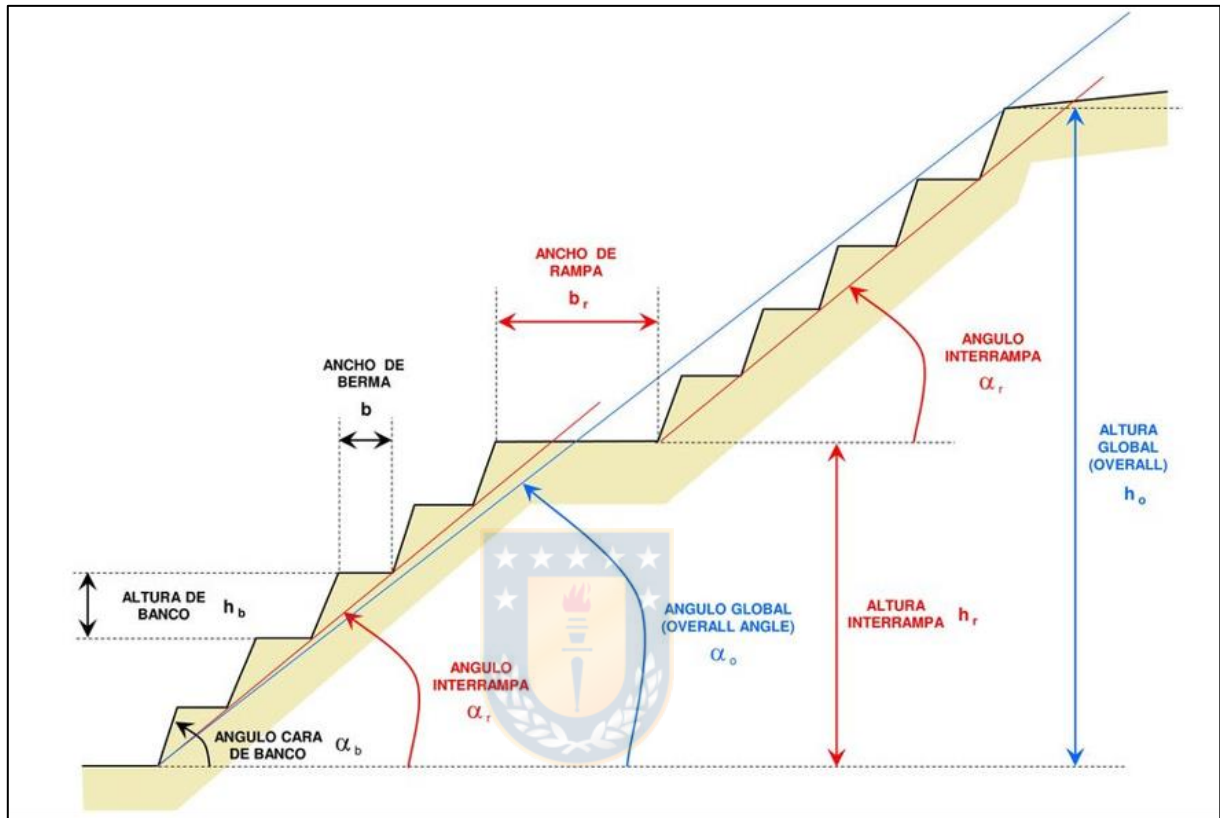 ANCHO DE
RAMPA
b r
ANCHO DE
BERMA
b
ANGULO
INTERRAMPA
α r
ALTURA
GLOBAL
(OVERALL)
h o
ALTURA DE
BANCO h b
ANGULO GLOBAL
(OVERALL ANGLE)
α o
ALTURA
INTERRAMPA h r
ANGULO
INTERRAMPA
α r
ANGULO CARA
DE BANCO α b